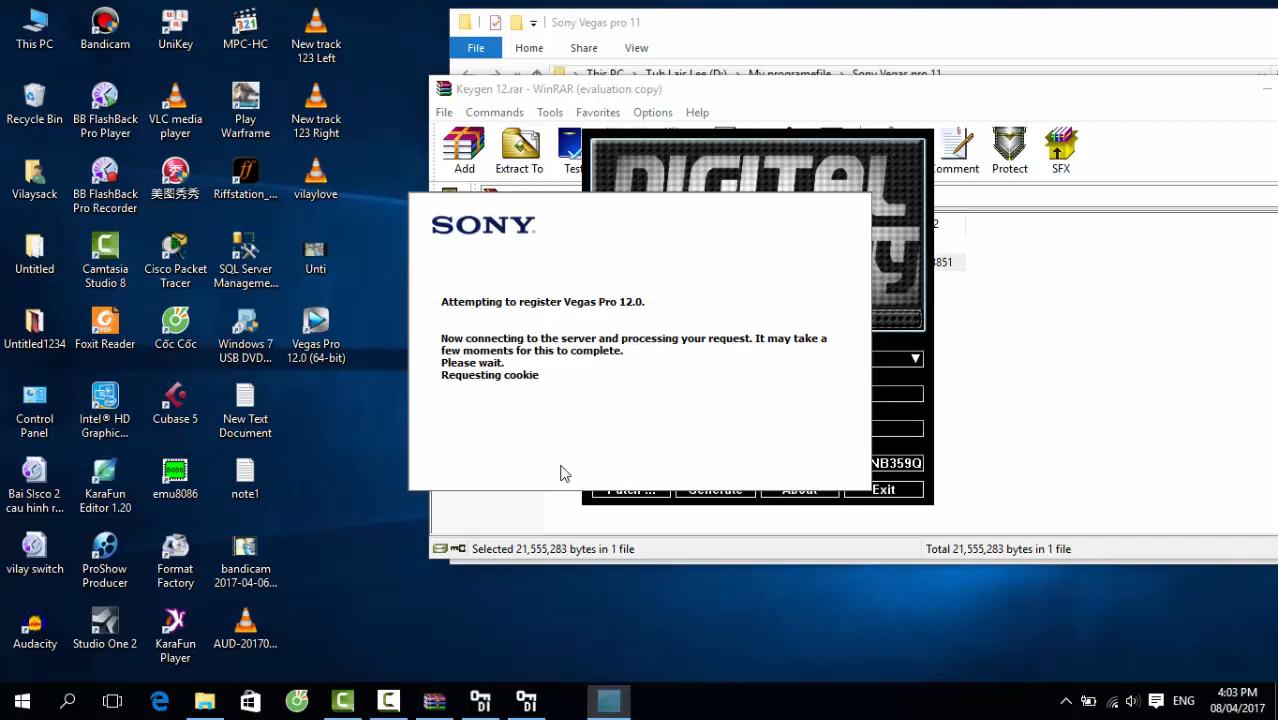 This PC
Bandicam
UniKey
MPC-HC
New track
123 Left
Recycle Bin
BB FlashBack
Pro Player
VLC media
player
Play
Warframe
New track
123 Right
Vilaysack
BB FlashBack
Pro Recorder
美图秀秀
Riffstation_...
vilaylove
Untitled
Camtasia
Studio 8
Cisco Packet
Tracer
SQL Server
Manageme...
Unti
Untitled1234
Foxit Reader
Cốc Cốc
Windows 7
USB DVD...
Vegas Pro
12.0 (64-bit)
Control
Panel
Intel® HD
Graphic...
Cubase 5
New Text
Document
Bai SIsco 2
cau hinh r...
KaraFun
Editor 1.20
emu8086
note1
vilay switch
ProShow
Producer
Format
Factory
bandicam
2017-04-06...
Audacity
Studio One 2
KaraFun
Player
AUD-20170...
Sony Vegas pro 11
File Home Share View
This PC > Tub Lais Lee (D:) > My programefile > Sony Vegas pro 11
Keygen 12.rar - WinRAR (evaluation copy)
File Commands Tools Favorites Options Help
Add Extract To Test Comment Protect SFX
DIGITAL
SONY
Attempting to register Vegas Pro 12.0.
Now connecting to the server and processing your request. It may take a
few moments for this to complete.
Please wait.
Requesting cookie
2
3851
NB359Q
Patch ... Generate About Exit
Selected 21,555,283 bytes in 1 file
Total 21,555,283 bytes in 1 file
ENG
4:03 PM
08/04/2017